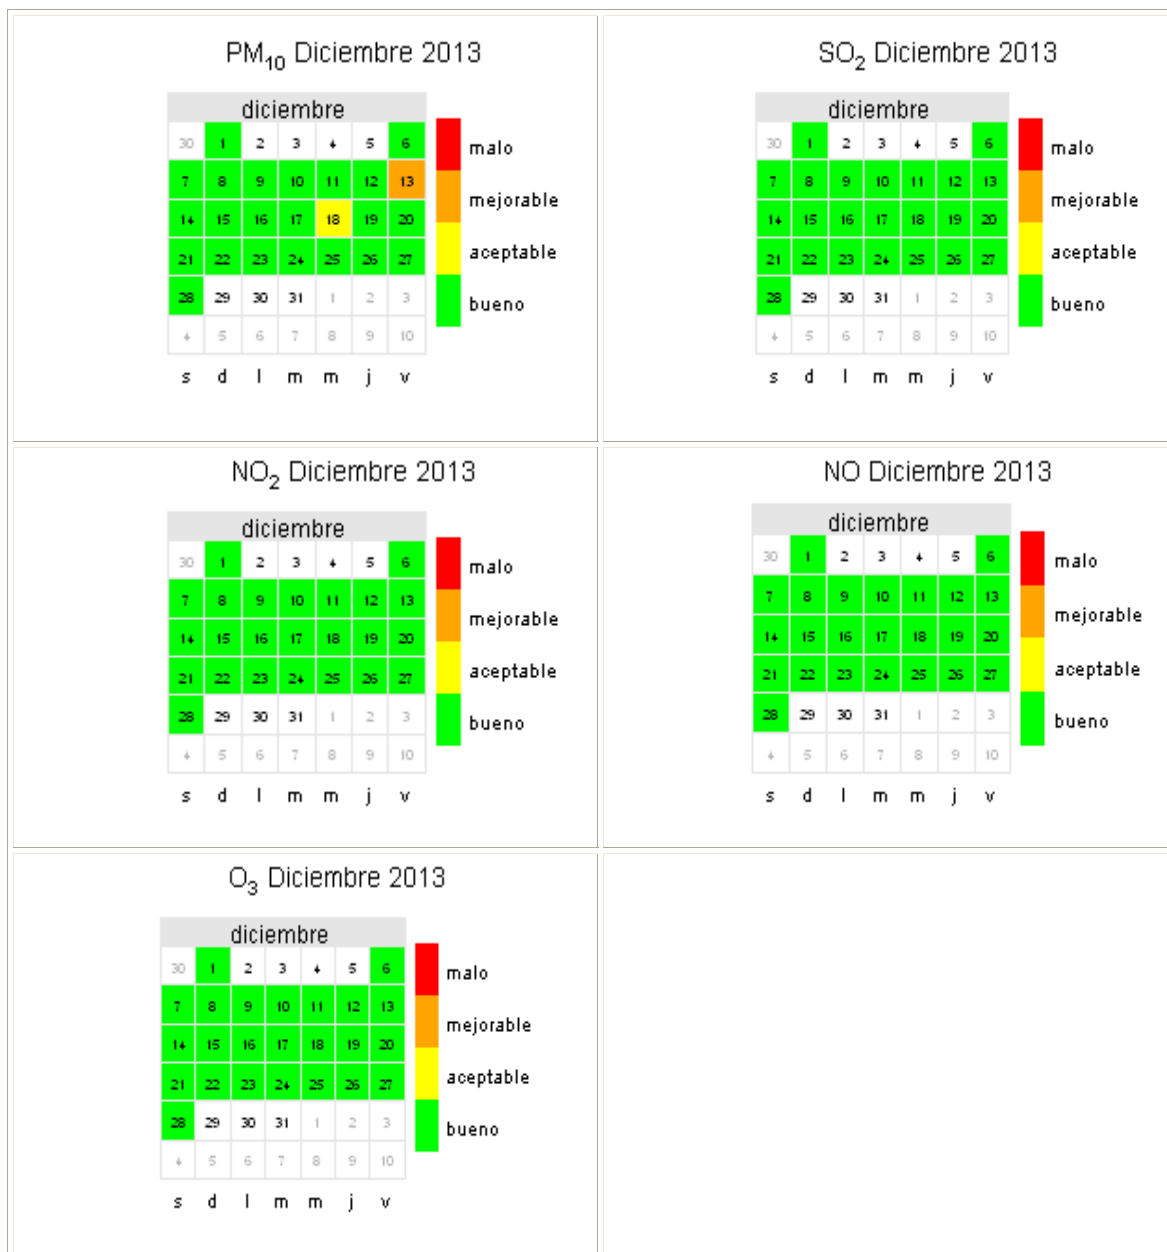 PM10 Diciembre 2013
diciembre
30 1 2 3 4 5 6
7 8 9 10 11 12 13
14 15 16 17 18 19 20
21 22 23 24 25 26 27
28 29 30 31 1 2 3
4 5 6 7 8 9 10
s d l m m j v
malo
mejorable
aceptable
bueno
SO2 Diciembre 2013
diciembre
30 1 2 3 4 5 6
7 8 9 10 11 12 13
14 15 16 17 18 19 20
21 22 23 24 25 26 27
28 29 30 31 1 2 3
4 5 6 7 8 9 10
s d l m m j v
malo
mejorable
aceptable
bueno
NO2 Diciembre 2013
diciembre
30 1 2 3 4 5 6
7 8 9 10 11 12 13
14 15 16 17 18 19 20
21 22 23 24 25 26 27
28 29 30 31 1 2 3
4 5 6 7 8 9 10
s d l m m j v
malo
mejorable
aceptable
bueno
NO Diciembre 2013
diciembre
30 1 2 3 4 5 6
7 8 9 10 11 12 13
14 15 16 17 18 19 20
21 22 23 24 25 26 27
28 29 30 31 1 2 3
4 5 6 7 8 9 10
s d l m m j v
malo
mejorable
aceptable
bueno
O3 Diciembre 2013
diciembre
30 1 2 3 4 5 6
7 8 9 10 11 12 13
14 15 16 17 18 19 20
21 22 23 24 25 26 27
28 29 30 31 1 2 3
4 5 6 7 8 9 10
s d l m m j v
malo
mejorable
aceptable
bueno